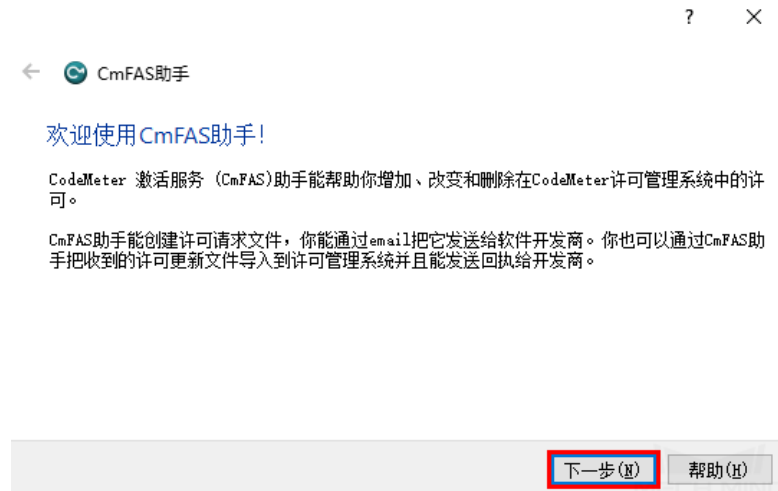 ?
CmFAS助手
欢迎使用CmFAS助手!
CodeMeter 激活服务 (CmFAS)助手能帮助你增加、改变和删除在CodeMeter许可管理系统中的许
可。
CmFAS助手能创建许可请求文件，你能通过email把它发送给软件开发商。你也可以通过CmFAS助
手把收到的许可更新文件导入到许可管理系统并且能发送回执给开发商。
下一步(N)
帮助(H)